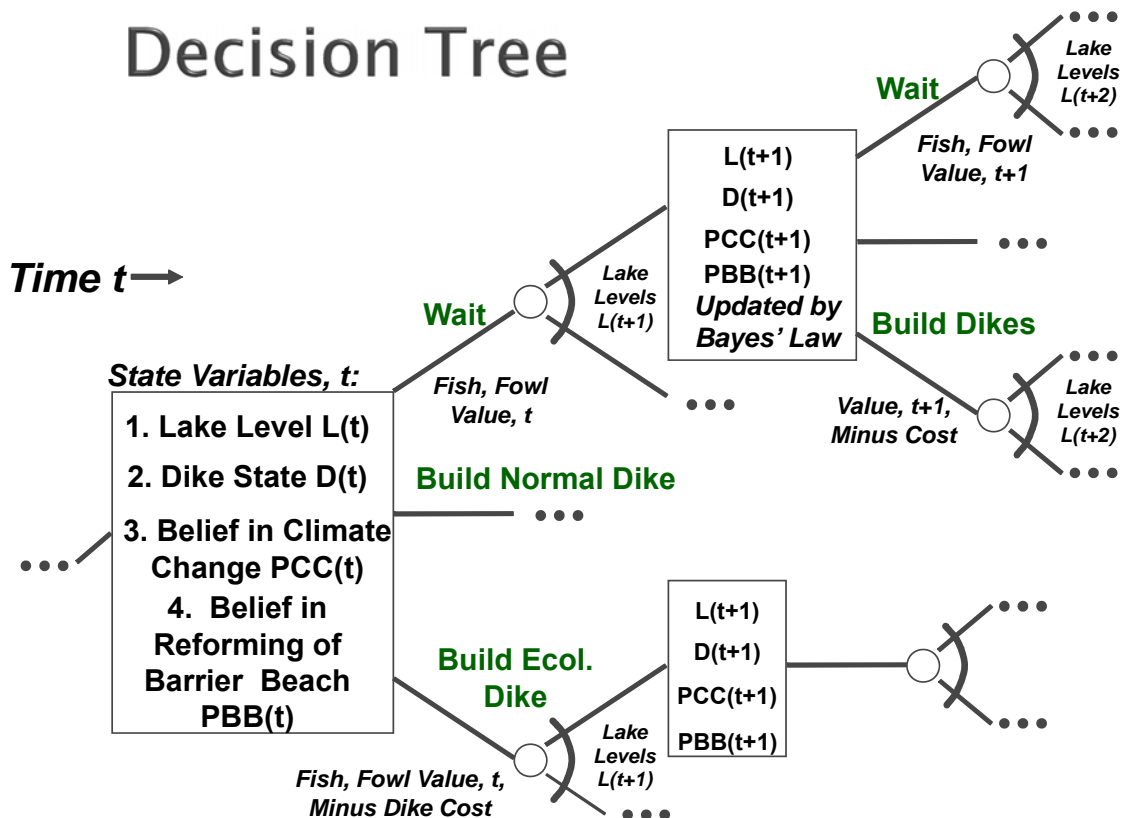 Decision Tree
Time t
State Variables, t:
1. Lake Level L(t)
2. Dike State D(t)
3. Belief in Climate
Change PCC(t)
4. Belief in
Reforming of
Barrier Beach
PBB(t)
Wait
Fish, Fowl
Value, t
Lake
Levels
L(t+1)
L(t+1)
D(t+1)
PCC(t+1)
PBB(t+1)
Updated by
Bayes’ Law
Wait
Fish, Fowl
Value, t+1
Lake
Levels
L(t+2)
Build Dikes
Value, t+1,
Minus Cost
Lake
Levels
L(t+2)
Build Normal Dike
Build Ecol.
Dike
Fish, Fowl Value, t,
Minus Dike Cost
Lake
Levels
L(t+1)
L(t+1)
D(t+1)
PCC(t+1)
PBB(t+1)